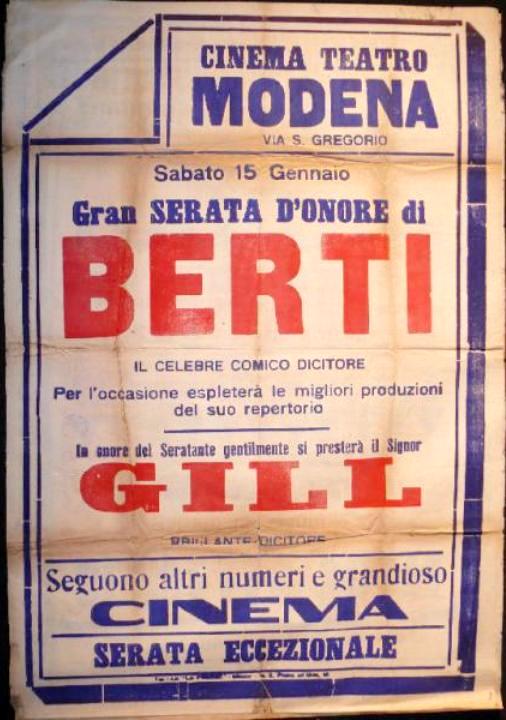 CINEMA TEATRO
MODENA
VIA S. GREGORIO
Sabato 15 Gennaio
Gran SERATA D'ONORE di
BERTI
IL CELEBRE COMICO DICITORE
Per l'occasione espleterà le migliori produzioni
del suo repertorio
In onore del Seratante gentilmente si presterà il Signor
GILL
BRILLANTE DICITORE
Seguono altri numeri e grandioso
CINEMA
SERATA ECCEZIONALE